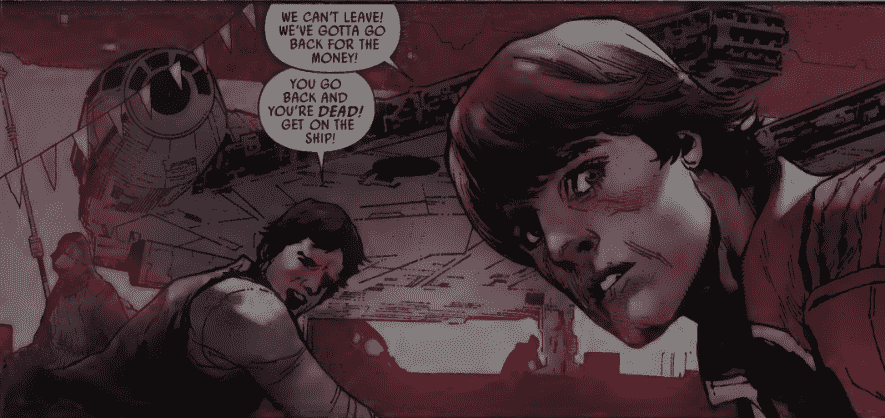 WE CAN'T LEAVE!
WE'VE GOTTA GO
BACK FOR THE
MONEY!
YOU GO
BACK AND
YOU'RE DEAD!
GET ON THE
SHIP!